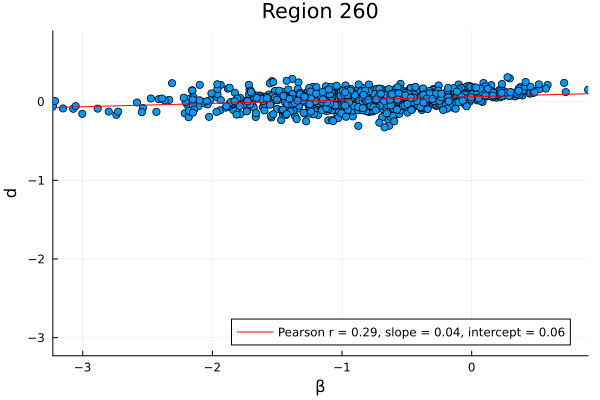 Region 260
d
0
−1
−2
−3
Pearson r = 0.29, slope = 0.04, intercept = 0.06
−3 −2 −1 0
β